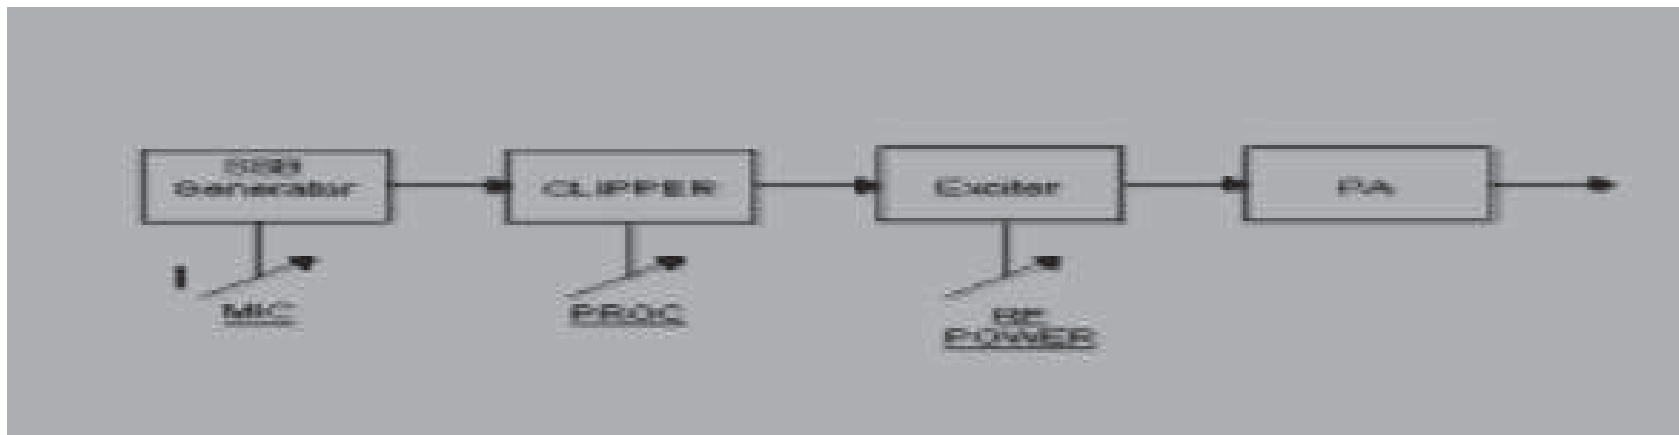 SSB
Generator
CLIPPER
Exciter
PA
MIC
PROC
RF
POWER